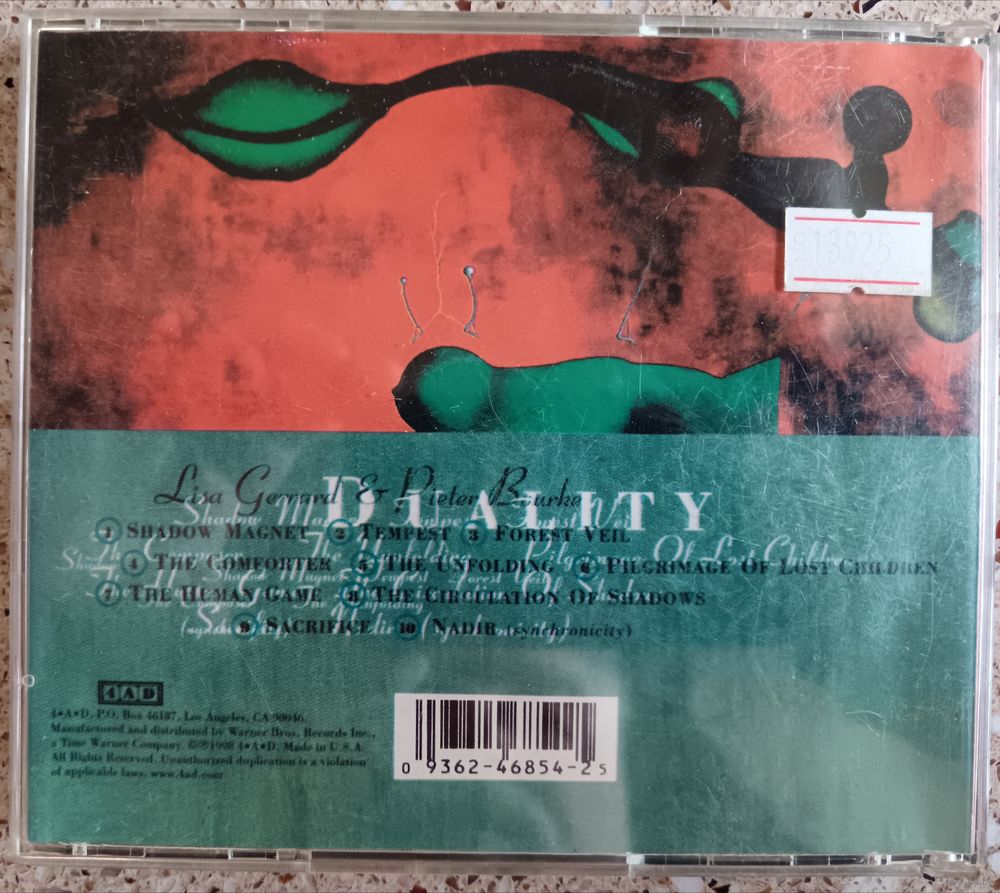 13925
Lisa Gerrard & Pieter Bourke
DUALITY
1 SHADOW MAGNET 2 TEMPEST 3 FOREST VEIL
4 THE COMFORTER 5 THE UNFOLDING 6 PILGRIMAGE OF LOST CHILDREN
7 THE HUMAN GAME 8 THE CIRCULATION OF SHADOWS
9 SACRIFICE 10 NADIR (synchronicity)
4AD
4•A•D, P.O. Box 46187, Los Angeles, CA 90046.
Manufactured and distributed by Warner Bros. Records Inc.,
a Time Warner Company. ©℗1998 4•A•D. Made in U.S.A.
All Rights Reserved. Unauthorized duplication is a violation
of applicable laws. www.4ad.com
0 9362-46854-2 5